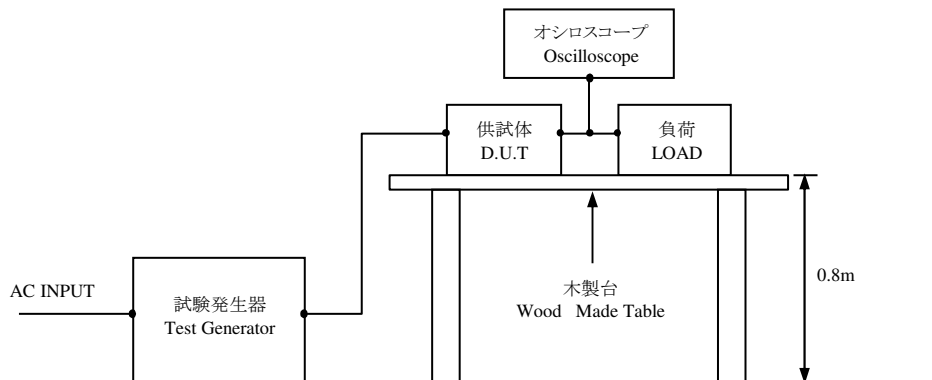 オシロスコープ
Oscilloscope
供試体
D.U.T
負荷
LOAD
AC INPUT
試験発生器
Test Generator
木製台
Wood Made Table
0.8m